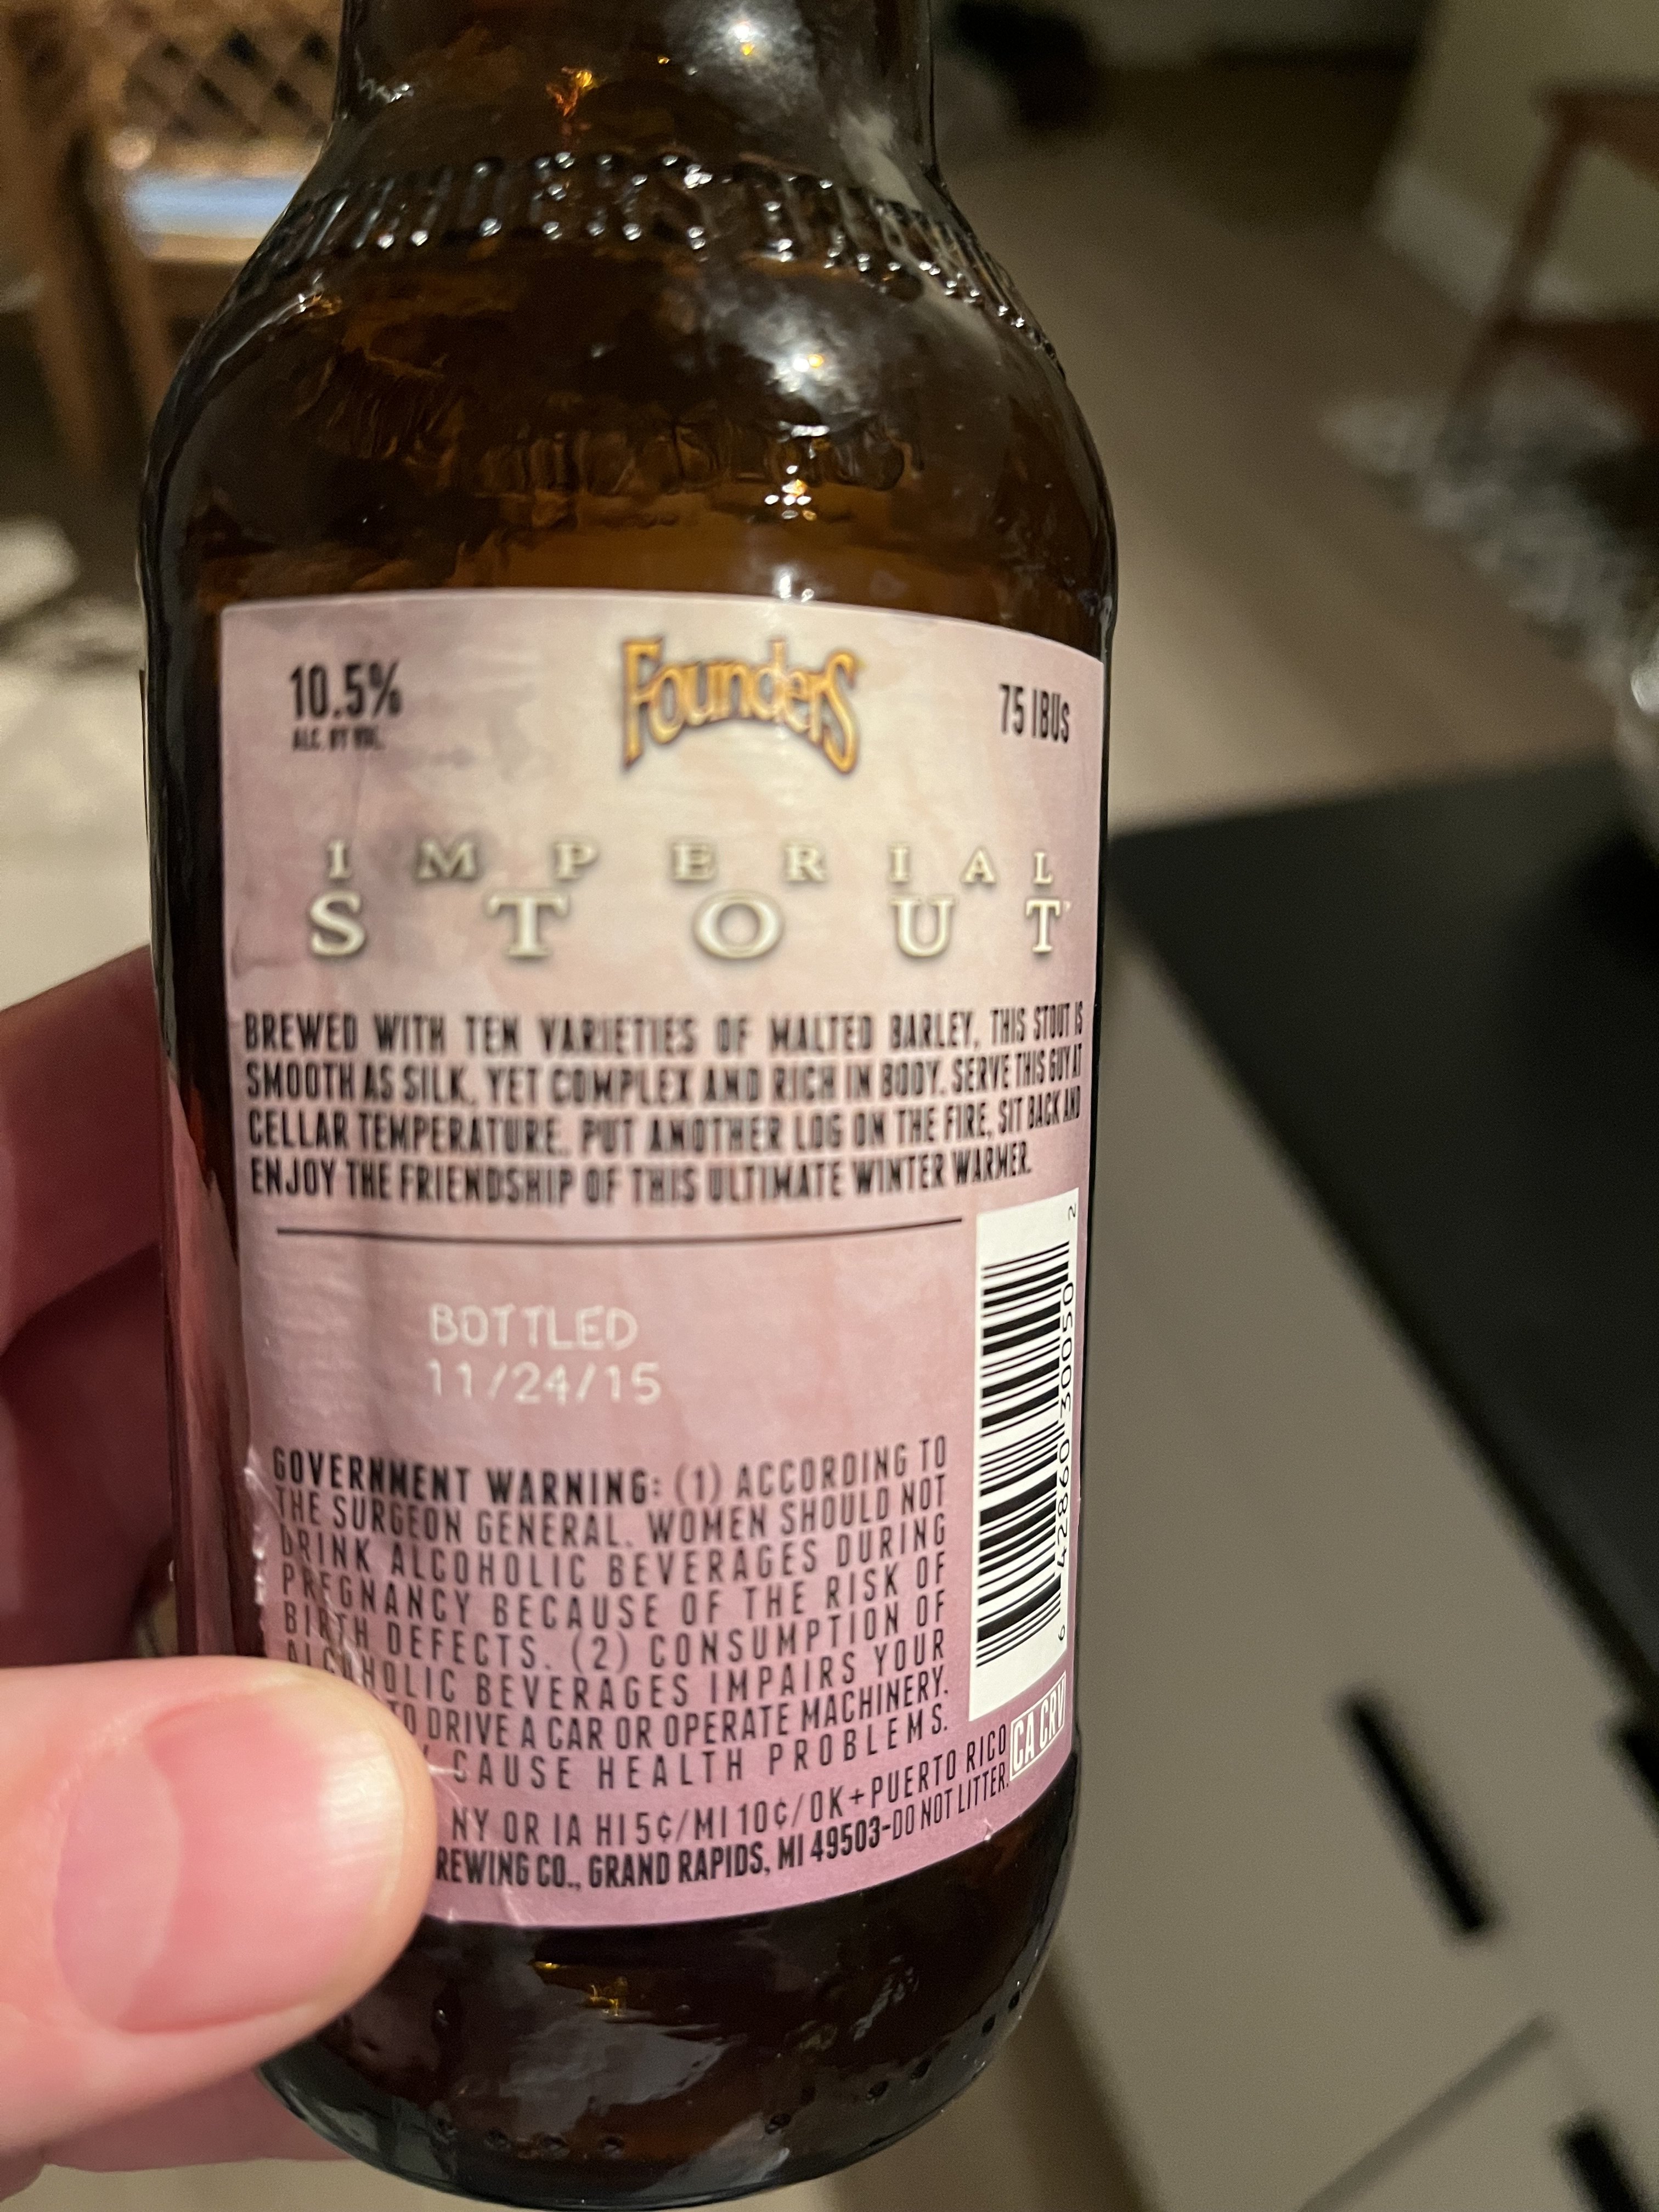 10.5%
ALC. BY VOL.
Founders
75 IBUs
IMPERIAL
STOUT
BREWED WITH TEN VARIETIES OF MALTED BARLEY, THIS STOUT IS
SMOOTH AS SILK, YET COMPLEX AND RICH IN BODY. SERVE THIS GUY AT
CELLAR TEMPERATURE, PUT ANOTHER LOG ON THE FIRE, SIT BACK AND
ENJOY THE FRIENDSHIP OF THIS ULTIMATE WINTER WARMER.
BOTTLED
11/24/15
GOVERNMENT WARNING: (1) ACCORDING TO
THE SURGEON GENERAL, WOMEN SHOULD NOT
DRINK ALCOHOLIC BEVERAGES DURING
PREGNANCY BECAUSE OF THE RISK OF
BIRTH DEFECTS. (2) CONSUMPTION OF
ALCOHOLIC BEVERAGES IMPAIRS YOUR
TO DRIVE A CAR OR OPERATE MACHINERY,
CAUSE HEALTH PROBLEMS.
NY OR IA HI 5¢/MI 10¢/OK+PUERTO RICO
REWING CO., GRAND RAPIDS, MI 49503-DO NOT LITTER.
CA CRV
6 42860 30050 2